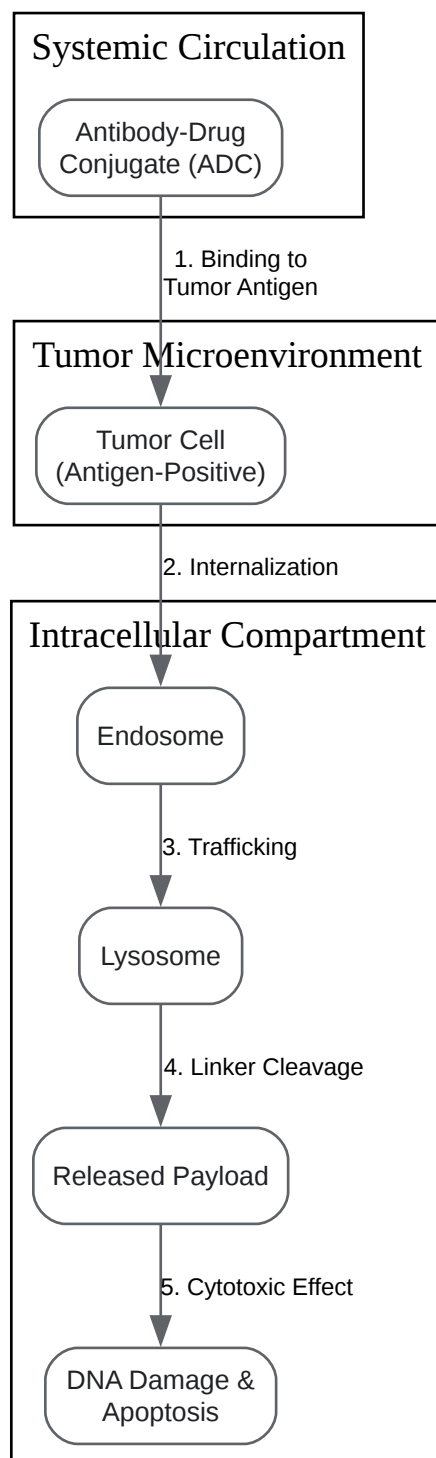 Systemic Circulation
Antibody-Drug
Conjugate (ADC)
1. Binding to
Tumor Antigen
Tumor Microenvironment
Tumor Cell
(Antigen-Positive)
2. Internalization
Intracellular Compartment
Endosome
3. Trafficking
Lysosome
4. Linker Cleavage
Released Payload
5. Cytotoxic Effect
DNA Damage &
Apoptosis